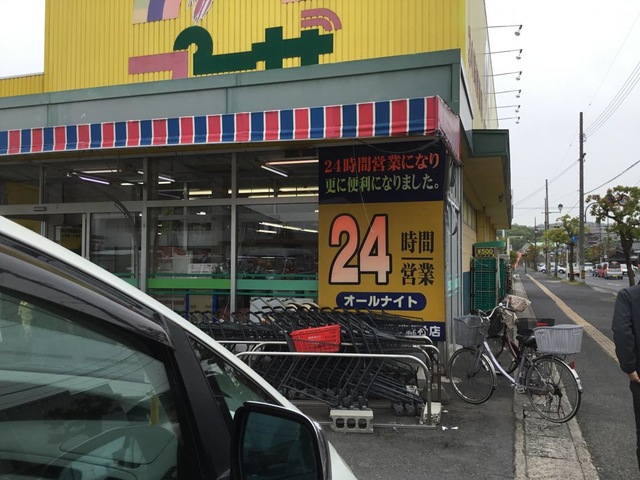 24時間営業になり
更に便利になりました。
24 時間
営業
オールナイト
店
¥500